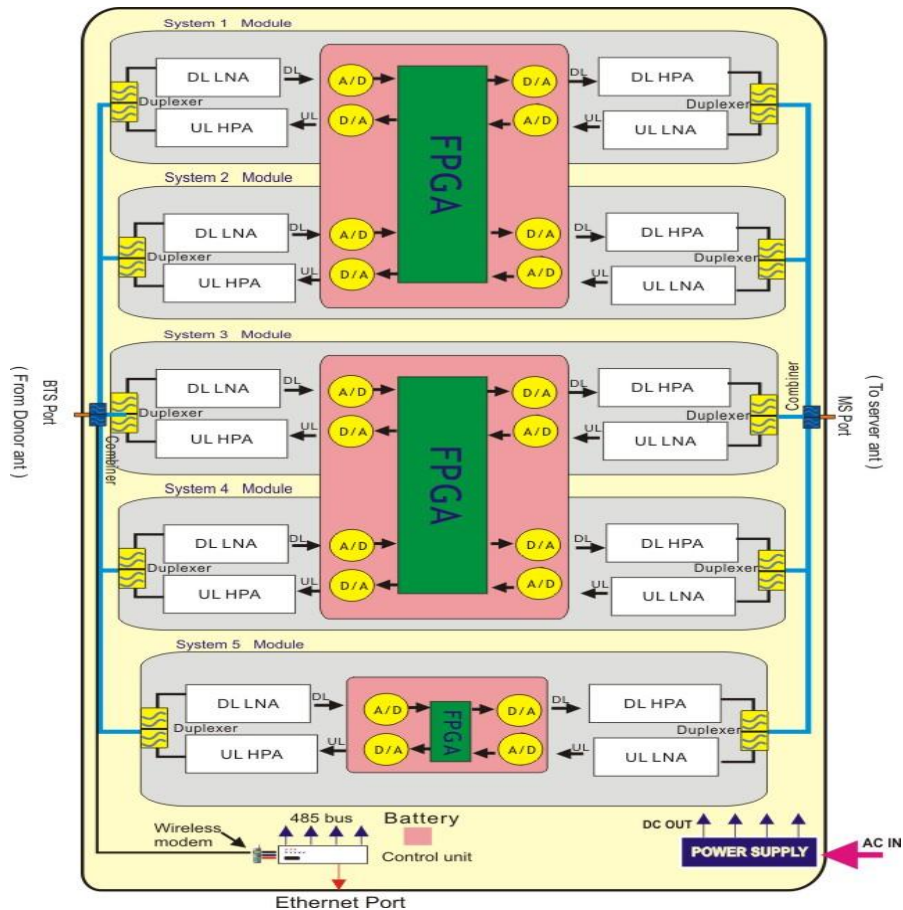 System 1 Module
DL LNA
DL
A/D
D/A
DL
DL HPA
Duplexer
FPGA
Duplexer
UL HPA
UL
D/A
A/D
UL
UL LNA
System 2 Module
DL LNA
DL
A/D
D/A
DL
DL HPA
Duplexer
Duplexer
UL HPA
UL
D/A
A/D
UL
UL LNA
System 3 Module
DL LNA
DL
A/D
D/A
DL
DL HPA
Duplexer
FPGA
Duplexer
UL HPA
UL
D/A
A/D
UL
UL LNA
BTS Port
( From Donor ant )
Combiner
Combiner
MS Port
( To server ant )
System 4 Module
DL LNA
DL
A/D
D/A
DL
DL HPA
Duplexer
Duplexer
UL HPA
UL
D/A
A/D
UL
UL LNA
System 5 Module
DL LNA
DL
A/D
D/A
DL
DL HPA
Duplexer
FPGA
Duplexer
UL HPA
UL
D/A
A/D
UL
UL LNA
Wireless
modem
485 bus
Battery
Control unit
Ethernet Port
DC OUT
POWER SUPPLY
AC IN